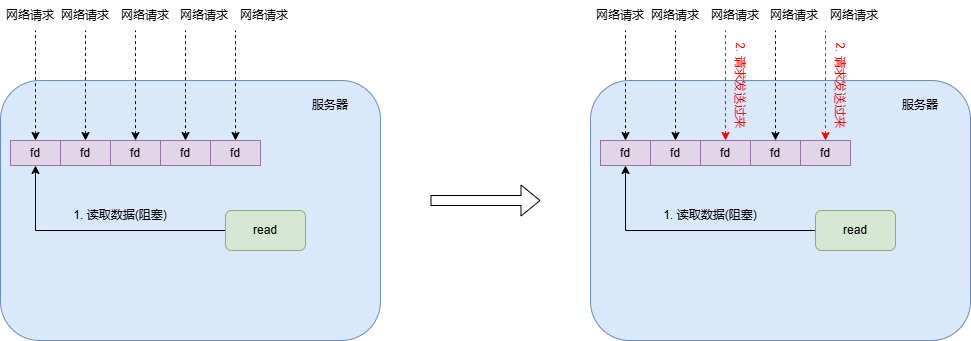 网络请求 网络请求 网络请求 网络请求 网络请求
服务器
fd fd fd fd fd
1. 读取数据(阻塞)
read
网络请求 网络请求 网络请求 网络请求 网络请求
2. 请求发送过来
2. 请求发送过来
服务器
fd fd fd fd fd
1. 读取数据(阻塞)
read